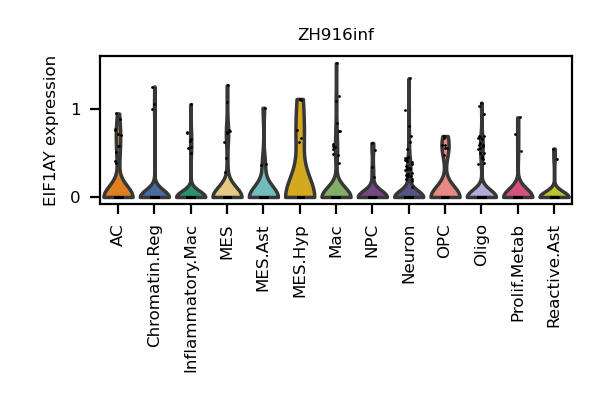 ZH916inf
EIF1AY expression
1
0
AC
Chromatin.Reg
Inflammatory.Mac
MES
MES.Ast
MES.Hyp
Mac
NPC
Neuron
OPC
Oligo
Prolif.Metab
Reactive.Ast